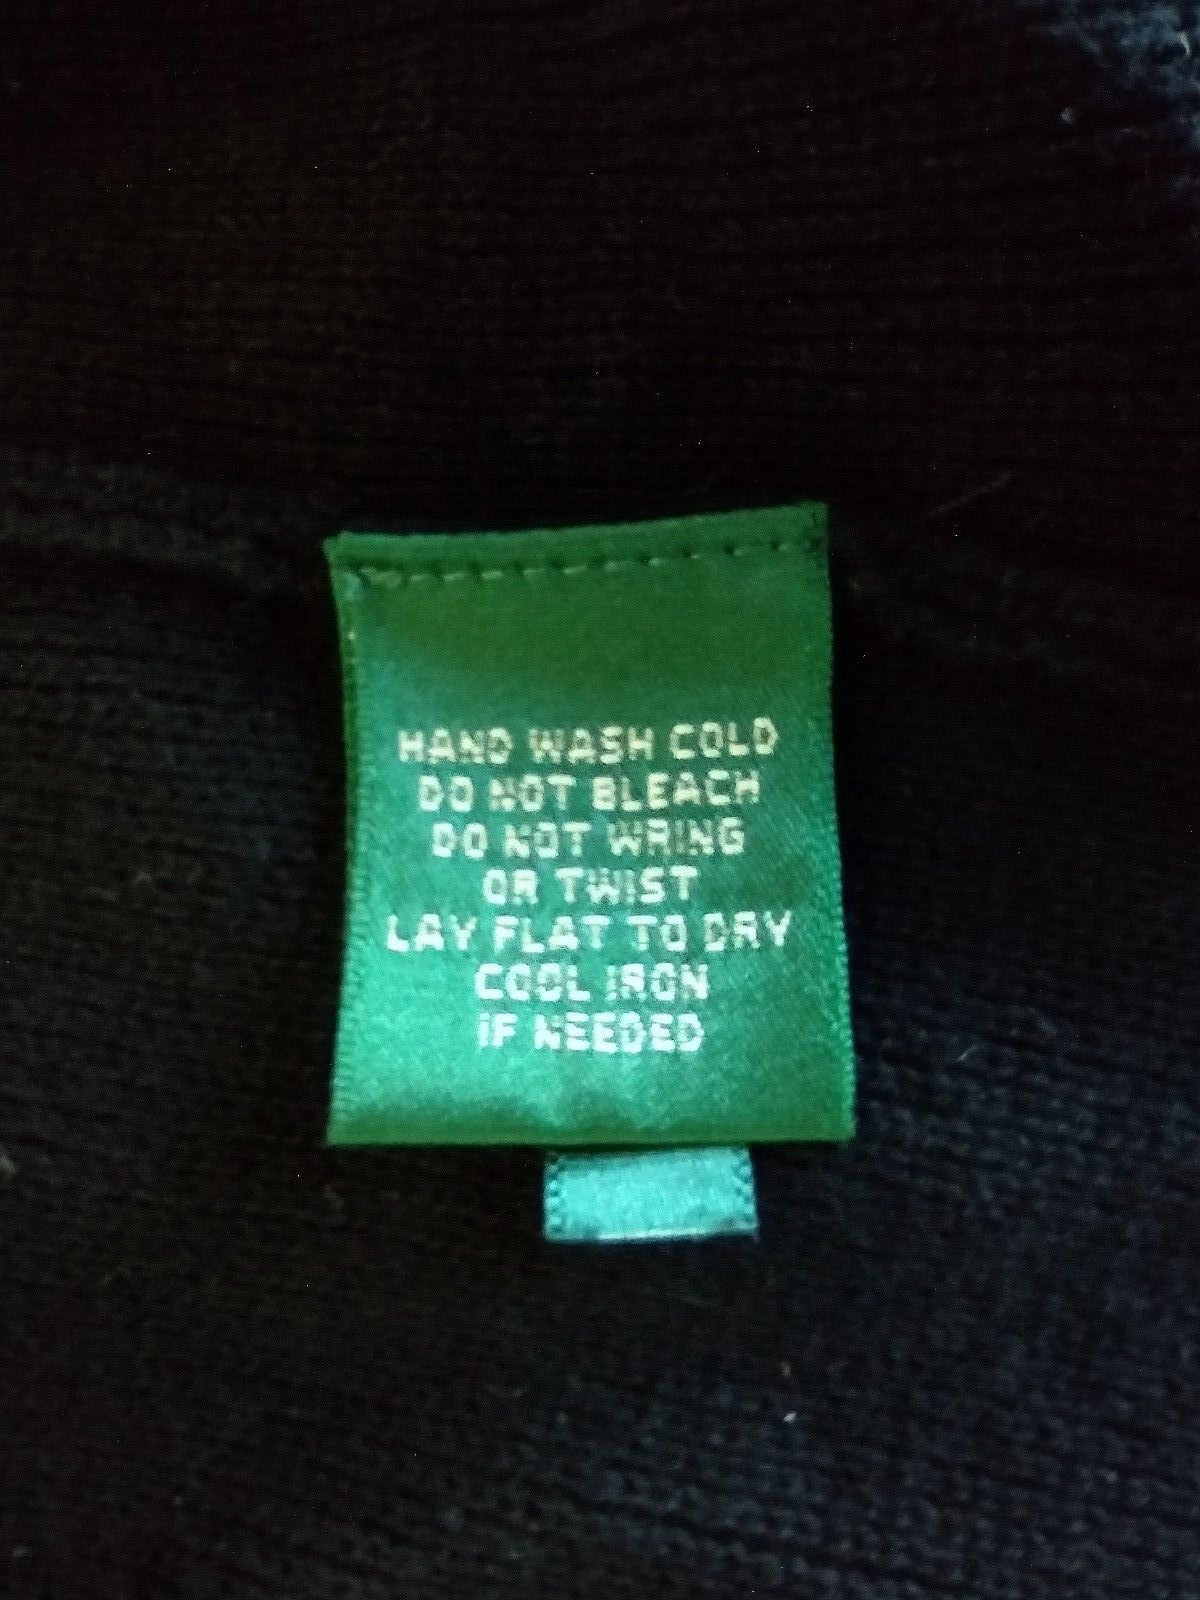 HAND WASH COLD
DO NOT BLEACH
DO NOT WRING
OR TWIST
LAY FLAT TO DRY
COOL IRON
IF NEEDED